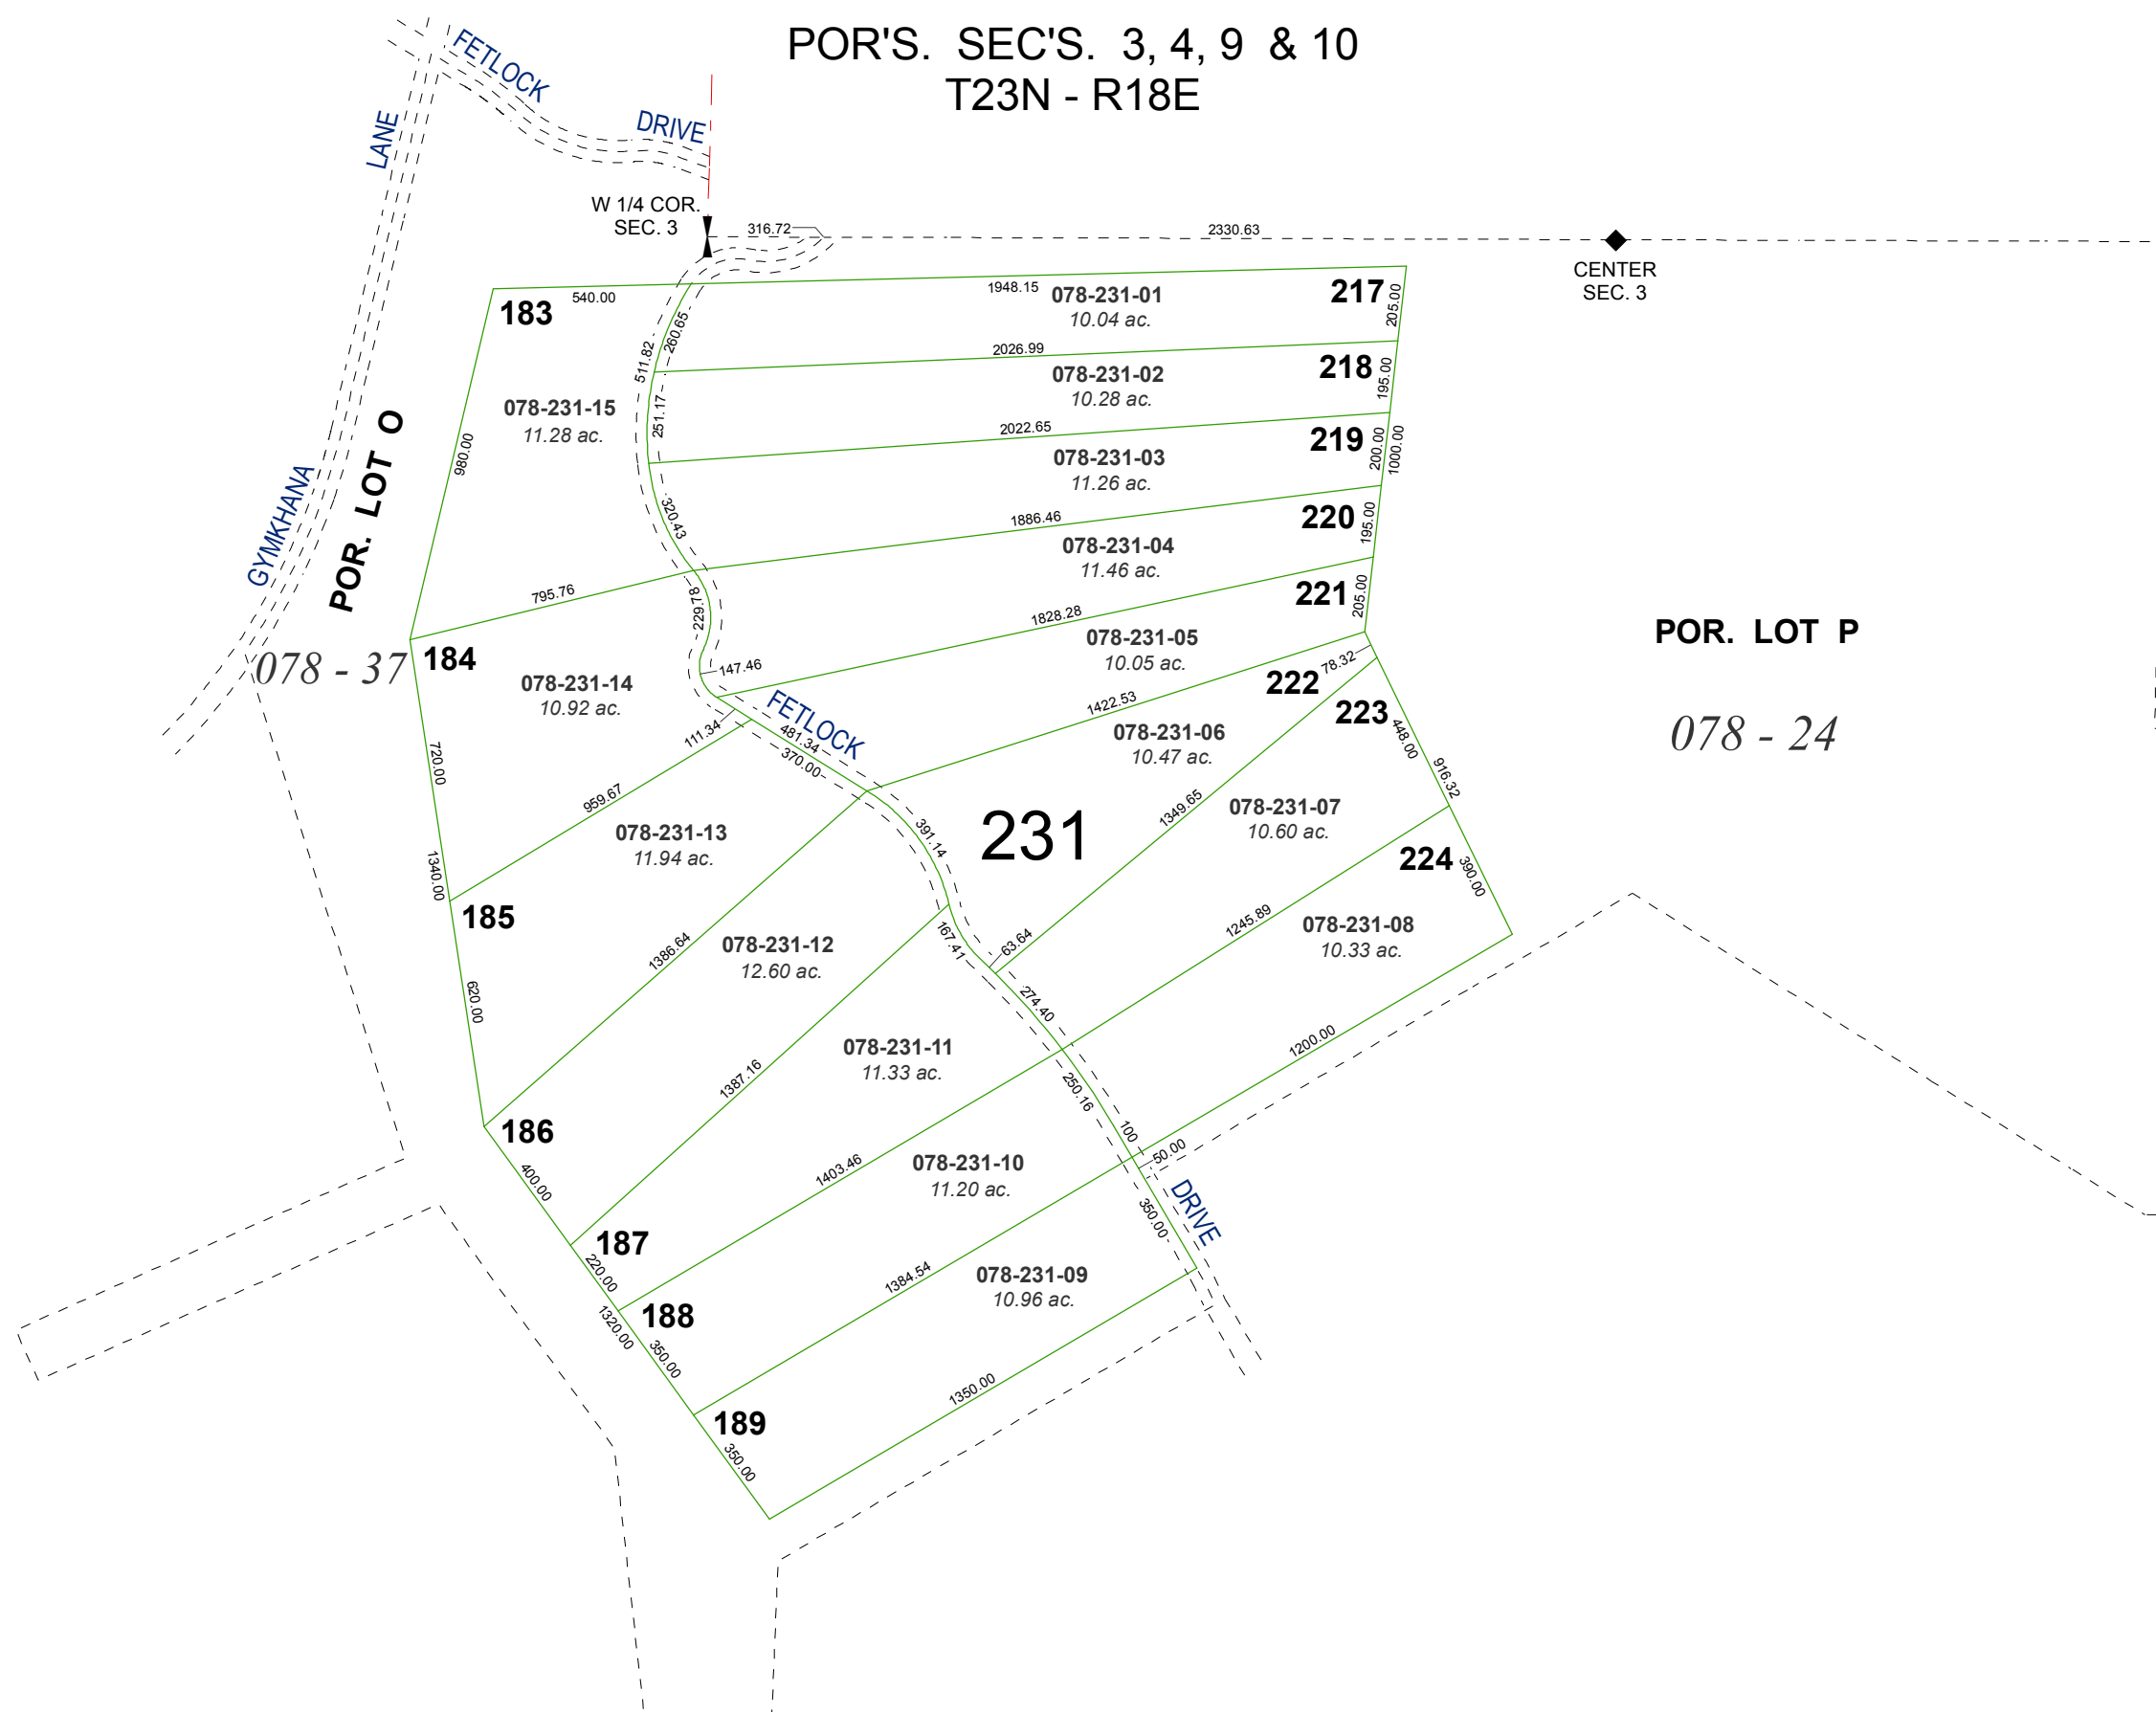 POR'S. SEC'S. 3, 4, 9 & 10
T23N - R18E
FETLOCK
DRIVE
LANE
GYMKHANA
W 1/4 COR.
SEC. 3
316.72
2330.63
CENTER
SEC. 3
POR. LOT O
078 - 37
POR. LOT P
078 - 24
183
540.00
980.00
078-231-15
11.28 ac.
511.82
260.65
1948.15
078-231-01
10.04 ac.
217
205.00
2026.99
078-231-02
10.28 ac.
218
195.00
251.17
2022.65
078-231-03
11.26 ac.
219
200.00
1000.00
320.43
1886.46
078-231-04
11.46 ac.
220
195.00
229.78
147.46
1828.28
078-231-05
10.05 ac.
221
205.00
795.76
184
078-231-14
10.92 ac.
720.00
111.34
FETLOCK
481.34
370.00
1422.53
078-231-06
10.47 ac.
222
78.32
223
448.00
916.32
959.67
078-231-13
11.94 ac.
1340.00
185
620.00
391.14
231
1349.65
078-231-07
10.60 ac.
224
390.00
1386.64
078-231-12
12.60 ac.
167.41
63.64
1245.89
078-231-08
10.33 ac.
274.40
1200.00
186
400.00
1387.16
078-231-11
11.33 ac.
250.16
100
50.00
187
220.00
1403.46
078-231-10
11.20 ac.
DRIVE
350.00
188
1320.00
350.00
1384.54
078-231-09
10.96 ac.
189
350.00
1350.00